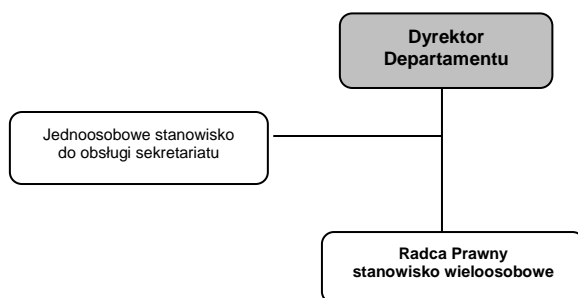 Dyrektor
Departamentu
Jednoosobowe stanowisko
do obsługi sekretariatu
Radca Prawny
stanowisko wieloosobowe